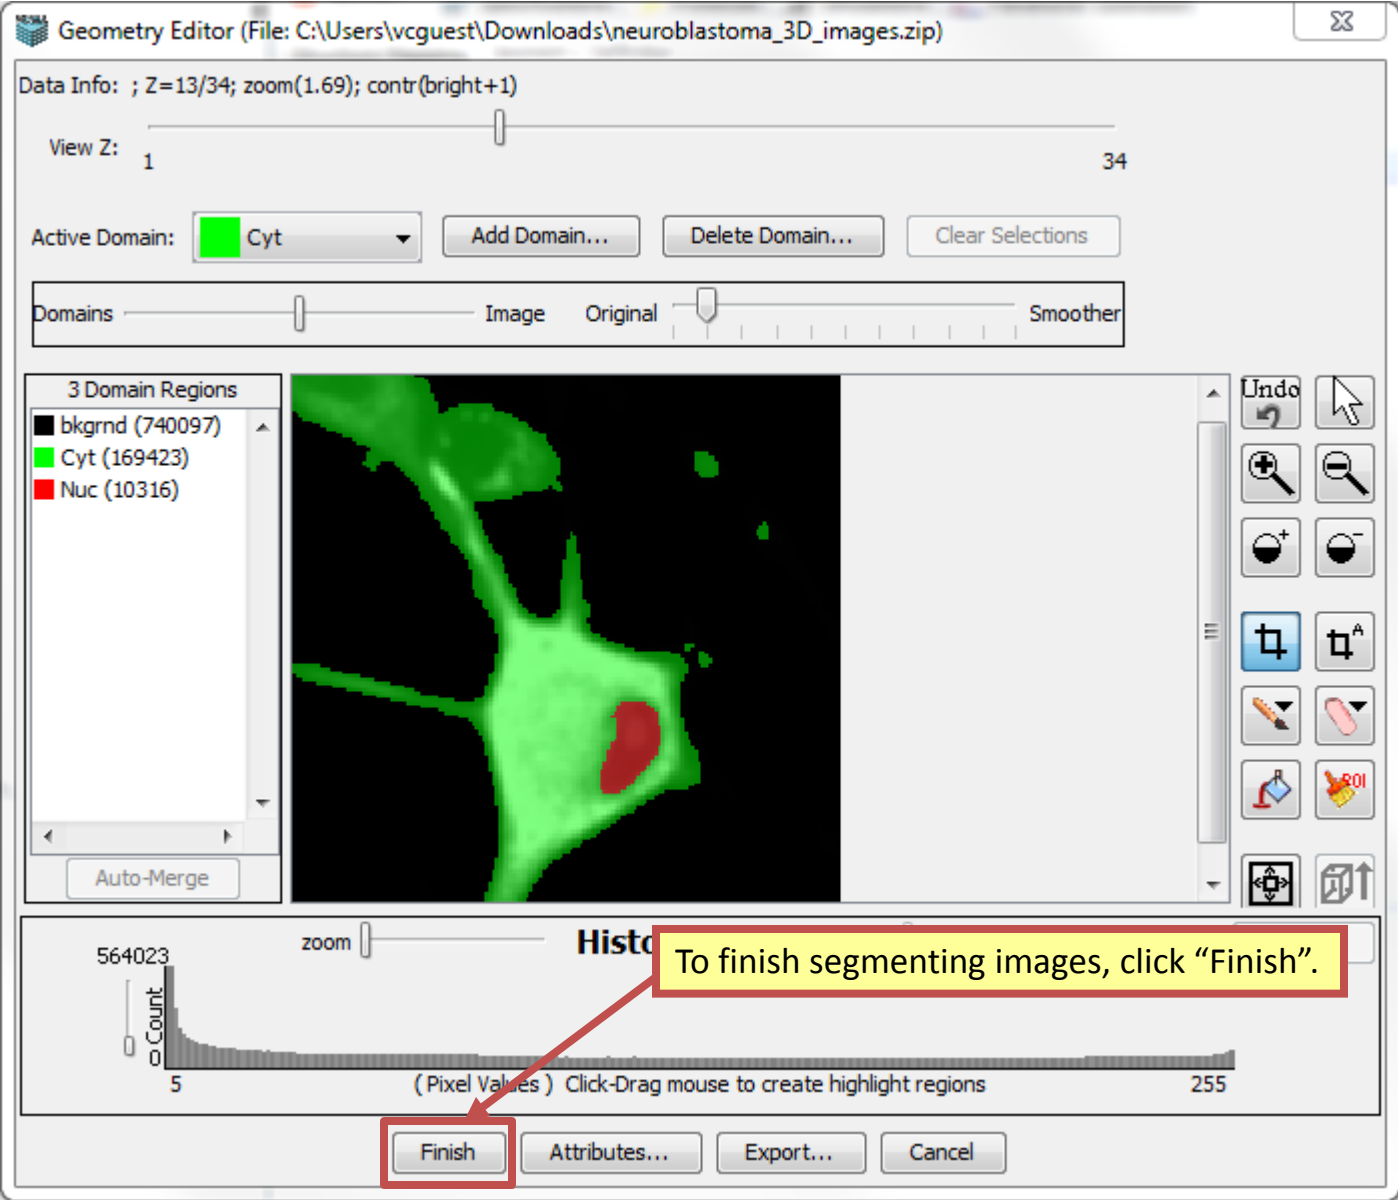 Geometry Editor (File: C:\Users\vcguest\Downloads\neuroblastoma_3D_images.zip)
Data Info: ; Z=13/34; zoom(1.69); contr(bright+1)
View Z:
1
34
Active Domain:
Cyt
Add Domain...
Delete Domain...
Clear Selections
Domains
Image
Original
Smoother
3 Domain Regions
bkgrnd (740097)
Cyt (169423)
Nuc (10316)
Auto-Merge
Undo
A
ROI
zoom
564023
0 Count
To finish segmenting images, click “Finish”.
5
( Pixel Values ) Click-Drag mouse to create highlight regions
255
Finish
Attributes...
Export...
Cancel